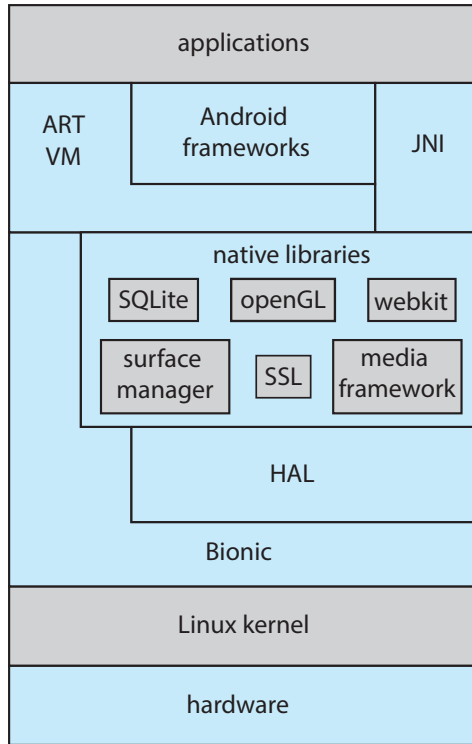 applications
ART
VM
Android
frameworks
JNI
native libraries
SQLite
openGL
webkit
surface
manager
SSL
media
framework
HAL
Bionic
Linux kernel
hardware